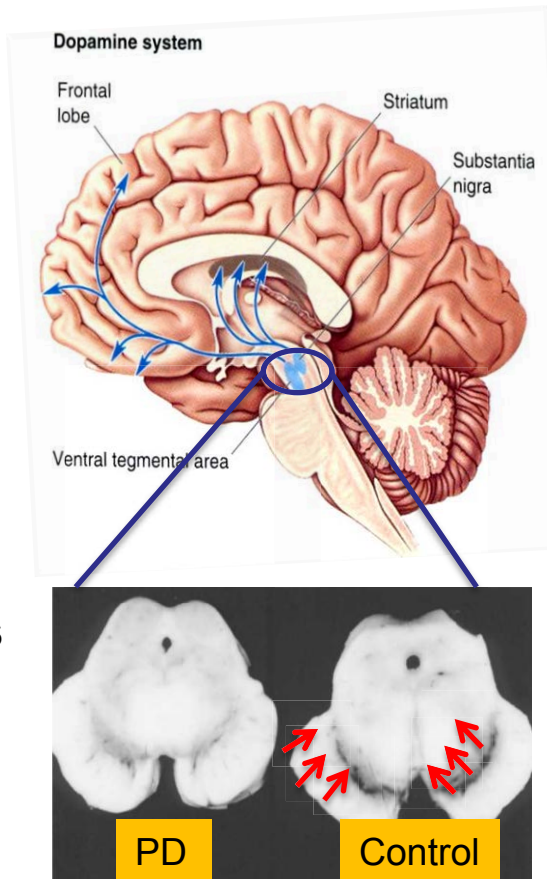 Dopamine system
Frontal
lobe
Striatum
Substantia
nigra
Ventral tegmental area
s
PD
Control